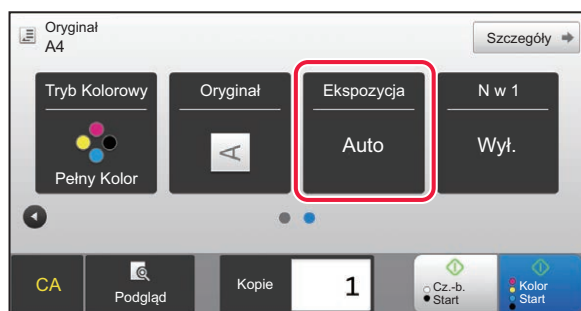 Oryginał
A4
Szczegóły
Tryb Kolorowy
Pełny Kolor
Oryginał
A
Ekspozycja
Auto
N w 1
Wył.
CA
Podgląd
Kopie
1
Cz.-b.
Start
Kolor
Start